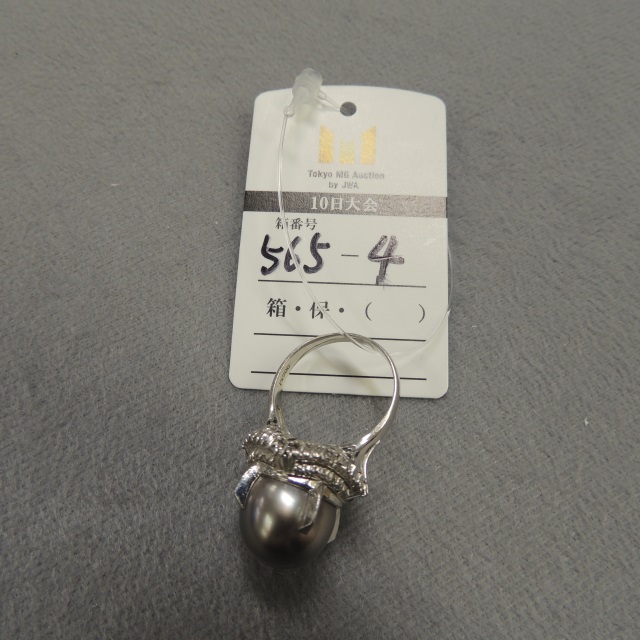 Tokyo MG Auction
by JWA
10日大会
箱番号
565-4
箱・保・（　　）